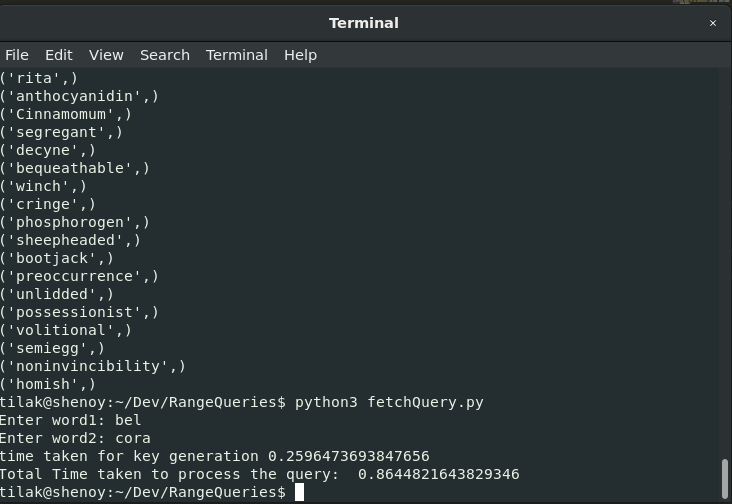 Terminal
×
File Edit View Search Terminal Help
('rita',)
('anthocyanidin',)
('Cinnamomum',)
('segregant',)
('decyne',)
('bequeathable',)
('winch',)
('cringe',)
('phosphorogen',)
('sheepheaded',)
('bootjack',)
('preoccurrence',)
('unlidded',)
('possessionist',)
('volitional',)
('semiegg',)
('noninvincibility',)
('homish',)
tilak@shenoy:~/Dev/RangeQueries$ python3 fetchQuery.py
Enter word1: bel
Enter word2: cora
time taken for key generation 0.2596473693847656
Total Time taken to process the query:  0.8644821643829346
tilak@shenoy:~/Dev/RangeQueries$